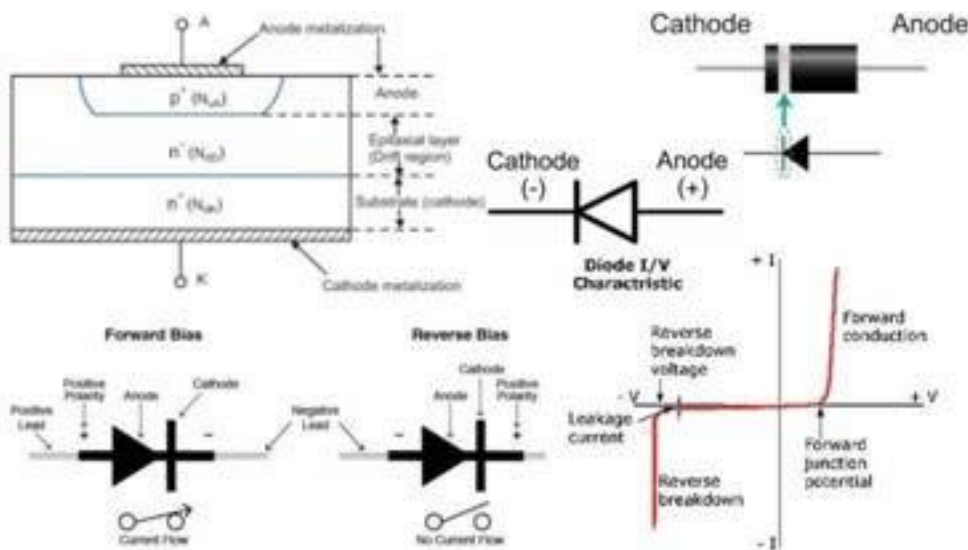 A
Anode metalization
p+ (NaA)
Anode
n- (NdD)
Epitaxial layer
(Drift region)
n+ (NdK)
Substrate (cathode)
K
Cathode metalization
Cathode
Anode
Cathode
(-)
Anode
(+)
Diode I/V
Charactristic
+ I
Forward
conduction
Reverse
breakdown
voltage
- V
+ V
Leakage
current
Forward
junction
potential
Reverse
breakdown
- I
Forward Bias
Positive
Polarity
Anode
Cathode
Positive
Lead
+
-
Current Flow
Negative
Lead
Reverse Bias
Cathode
Anode
Positive
Polarity
-
+
No Current Flow